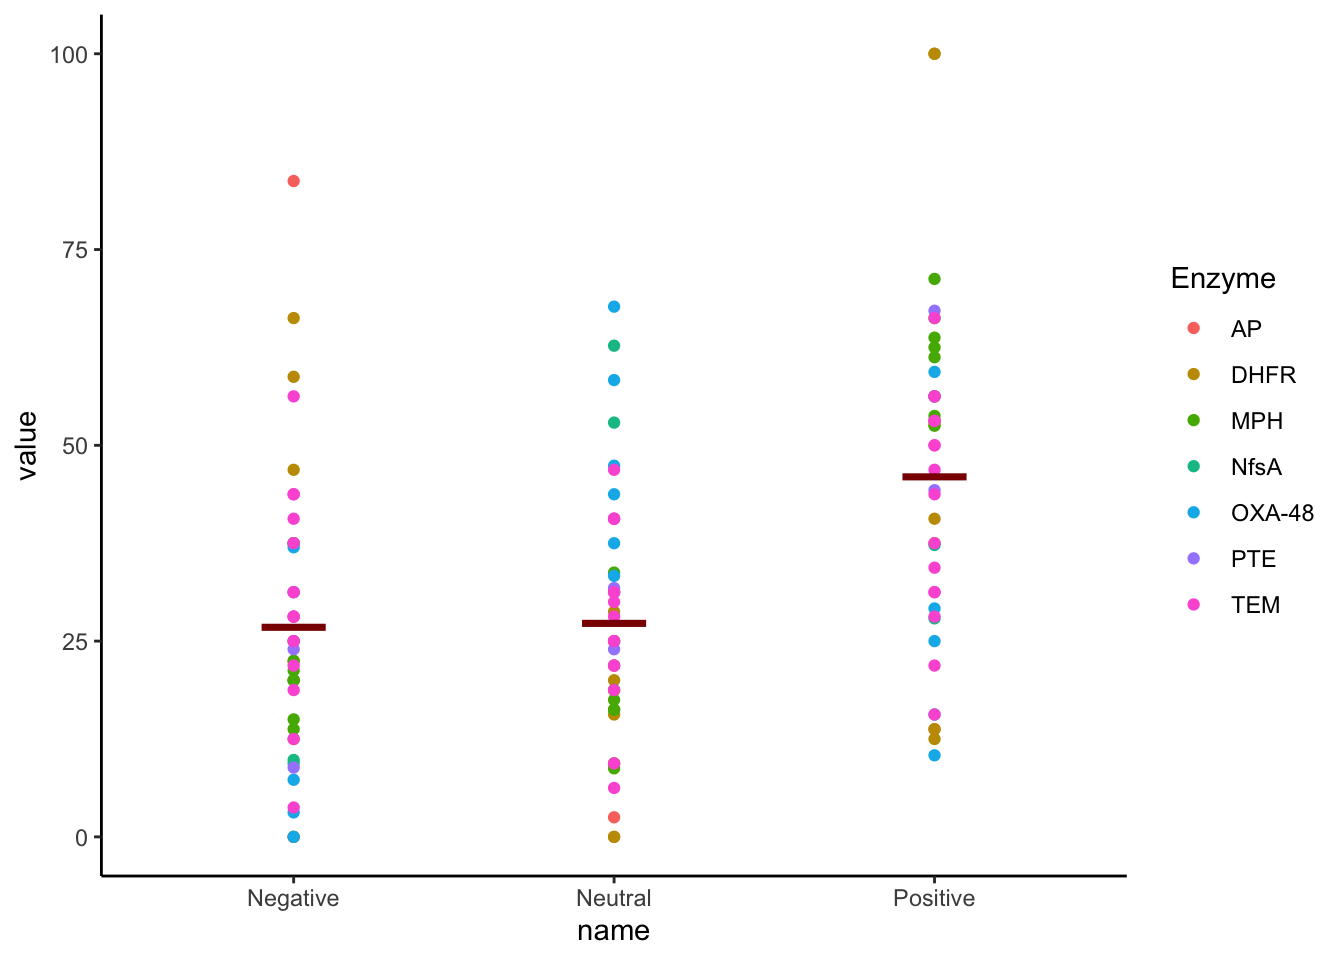 100
75
50
25
0
value
Negative
Neutral
Positive
name
Enzyme
AP
DHFR
MPH
NfsA
OXA-48
PTE
TEM